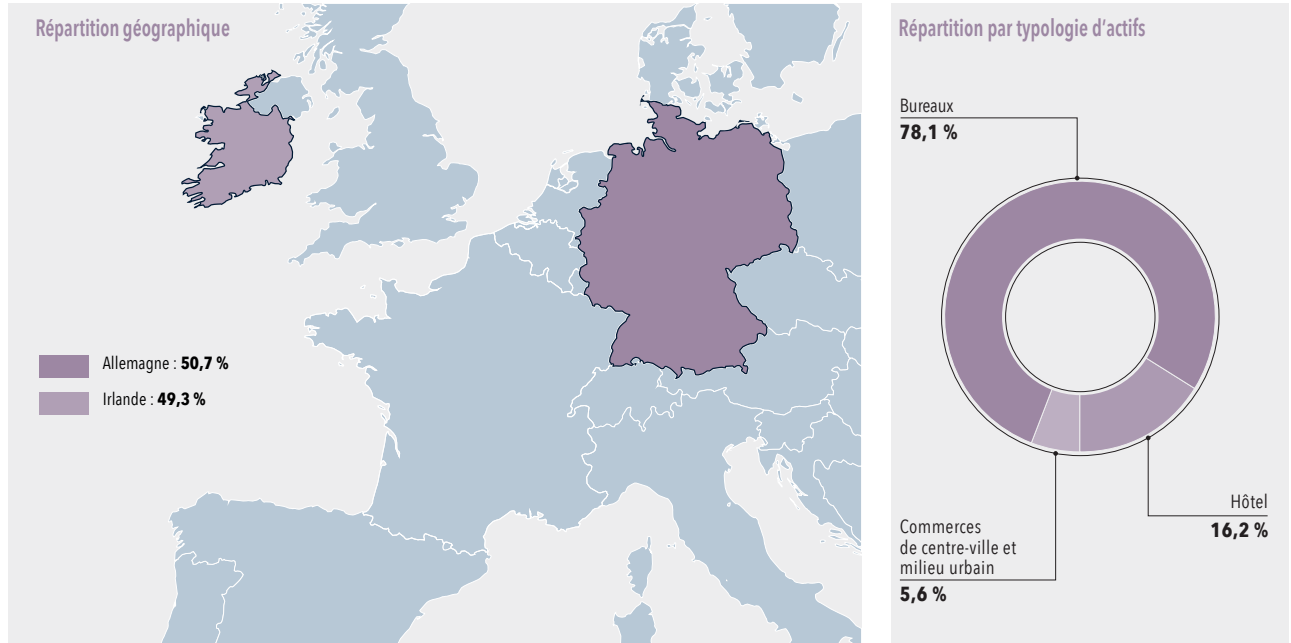 Répartition géographique
Allemagne : 50,7 %
Irlande : 49,3 %
Répartition par typologie d'actifs
Bureaux
78,1 %
Hôtel
16,2 %
Commerces
de centre-ville et
milieu urbain
5,6 %